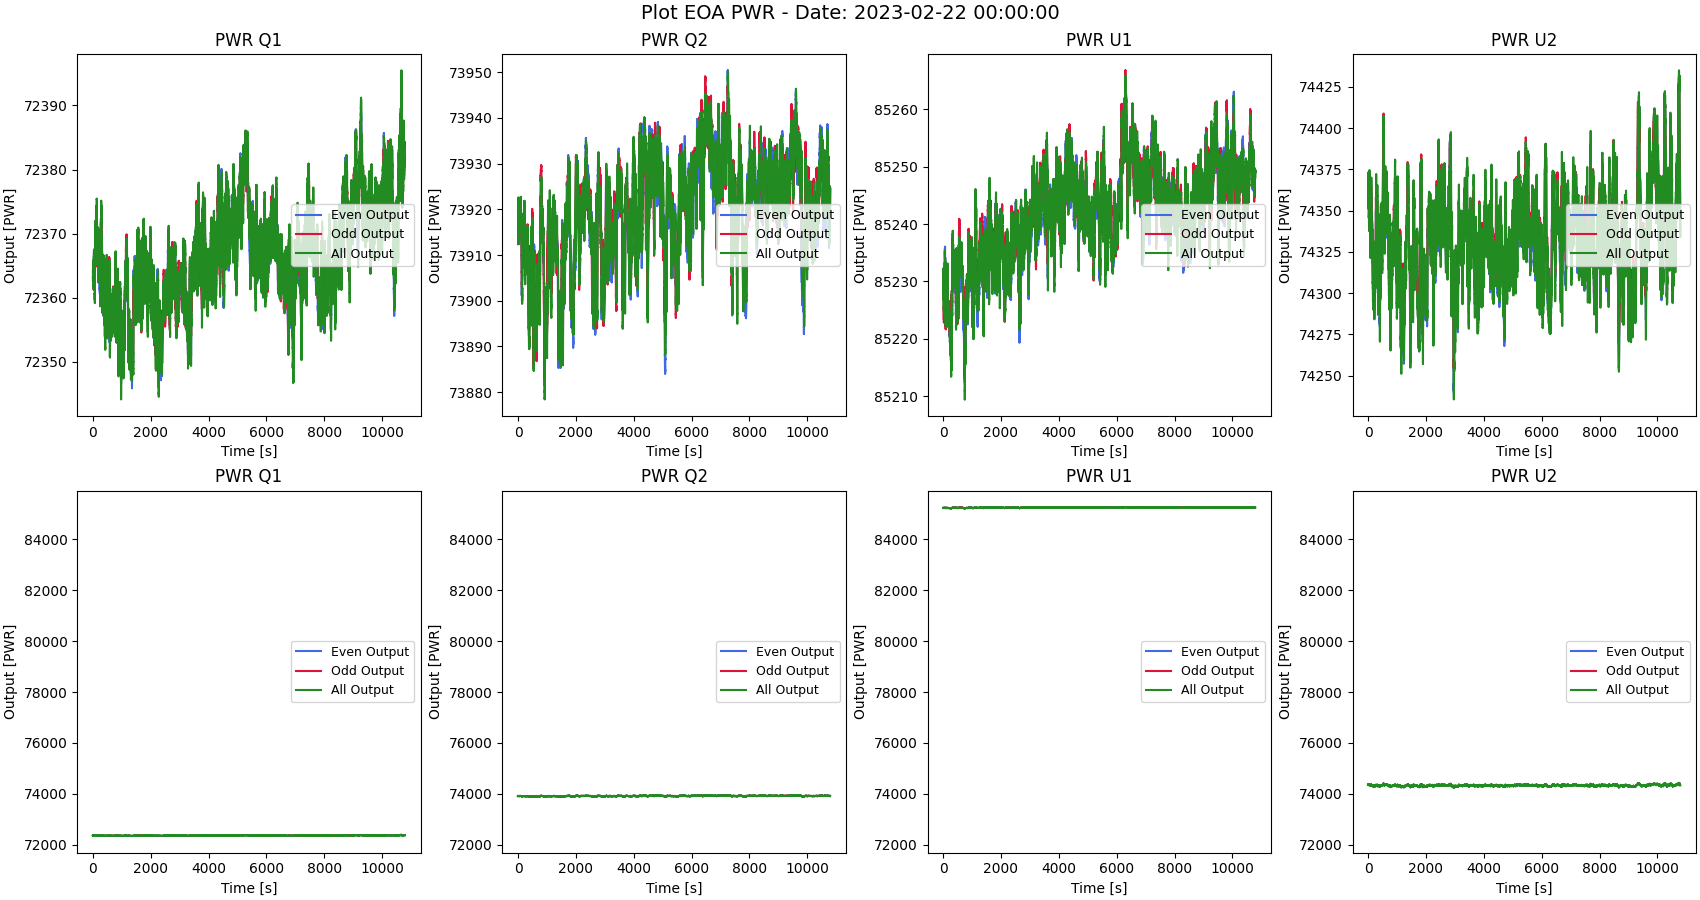 Plot EOA PWR - Date: 2023-02-22 00:00:00
PWR Q1
Output [PWR]
72390
72380
72370
72360
72350
Even Output
Odd Output
All Output
0 2000 4000 6000 8000 10000
Time [s]
PWR Q2
Output [PWR]
73950
73940
73930
73920
73910
73900
73890
73880
Even Output
Odd Output
All Output
0 2000 4000 6000 8000 10000
Time [s]
PWR U1
Output [PWR]
85260
85250
85240
85230
85220
85210
Even Output
Odd Output
All Output
0 2000 4000 6000 8000 10000
Time [s]
PWR U2
Output [PWR]
74425
74400
74375
74350
74325
74300
74275
74250
Even Output
Odd Output
All Output
0 2000 4000 6000 8000 10000
Time [s]
PWR Q1
Output [PWR]
84000
82000
80000
78000
76000
74000
72000
Even Output
Odd Output
All Output
0 2000 4000 6000 8000 10000
Time [s]
PWR Q2
Output [PWR]
84000
82000
80000
78000
76000
74000
72000
Even Output
Odd Output
All Output
0 2000 4000 6000 8000 10000
Time [s]
PWR U1
Output [PWR]
84000
82000
80000
78000
76000
74000
72000
Even Output
Odd Output
All Output
0 2000 4000 6000 8000 10000
Time [s]
PWR U2
Output [PWR]
84000
82000
80000
78000
76000
74000
72000
Even Output
Odd Output
All Output
0 2000 4000 6000 8000 10000
Time [s]